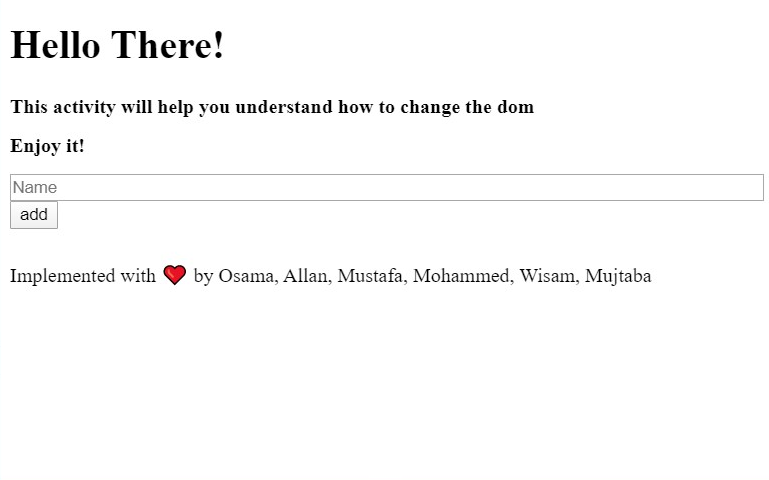 Hello There!
This activity will help you understand how to change the dom
Enjoy it!
Name
add
Implemented with ❤ by Osama, Allan, Mustafa, Mohammed, Wisam, Mujtaba